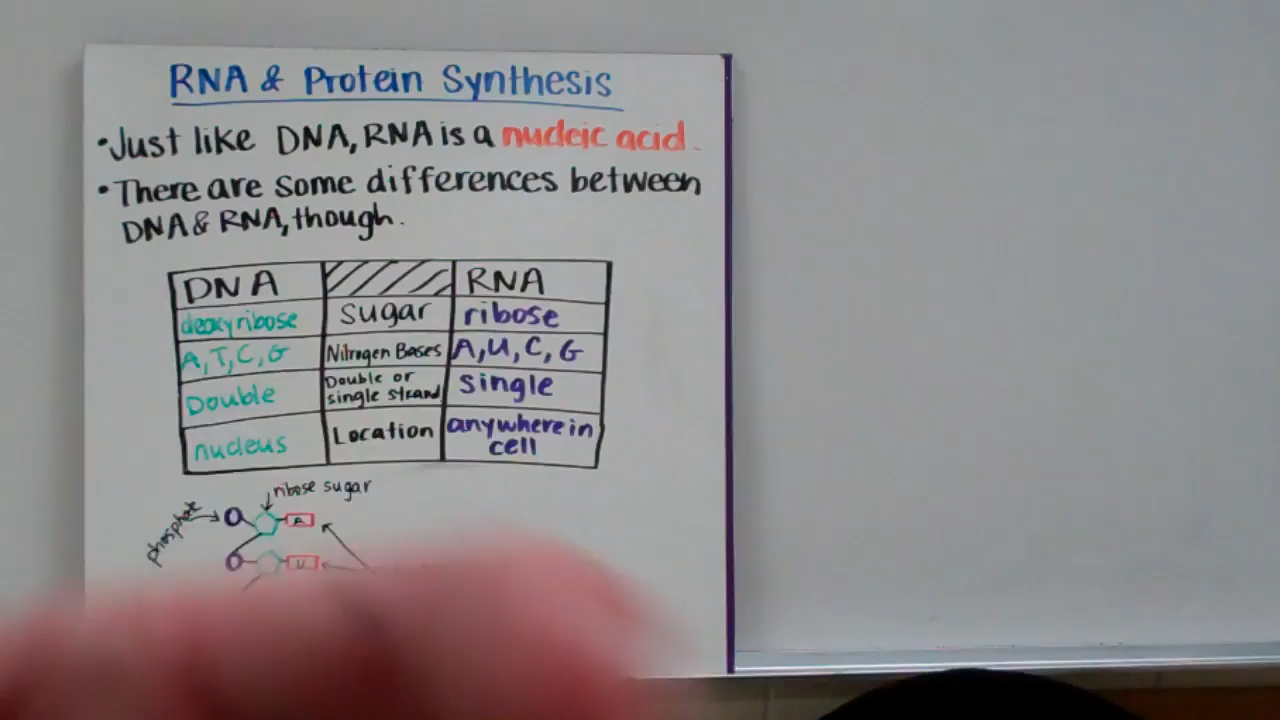 RNA & Protein Synthesis
• Just like DNA, RNA is a nucleic acid.
• There are some differences between
DNA & RNA, though.
DNA RNA
deoxyribose sugar ribose
A, T, C, G Nitrogen Bases A, U, C, G
Double Double or single strand single
nucleus Location anywhere in cell
ribose sugar
phosphate
A
U